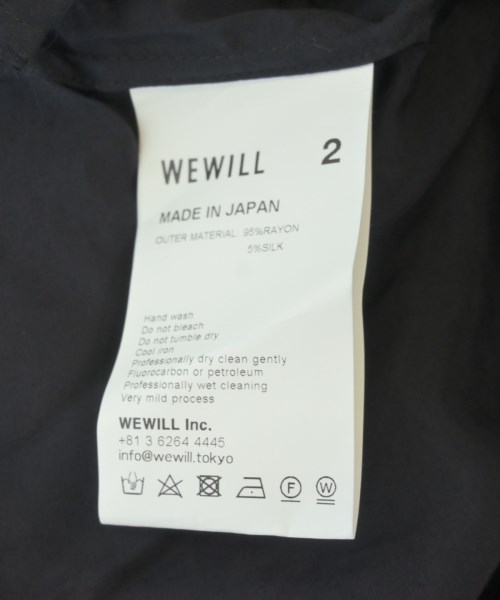 WEWILL 2
MADE IN JAPAN
OUTER MATERIAL: 95%RAYON
5%SILK
Hand wash
Do not bleach
Do not tumble dry
Cool iron
Professionally dry clean gently
Fluorocarbon or petroleum
Professionally wet cleaning
Very mild process
WEWILL Inc.
+81 3 6264 4445
info@wewill.tokyo
F W